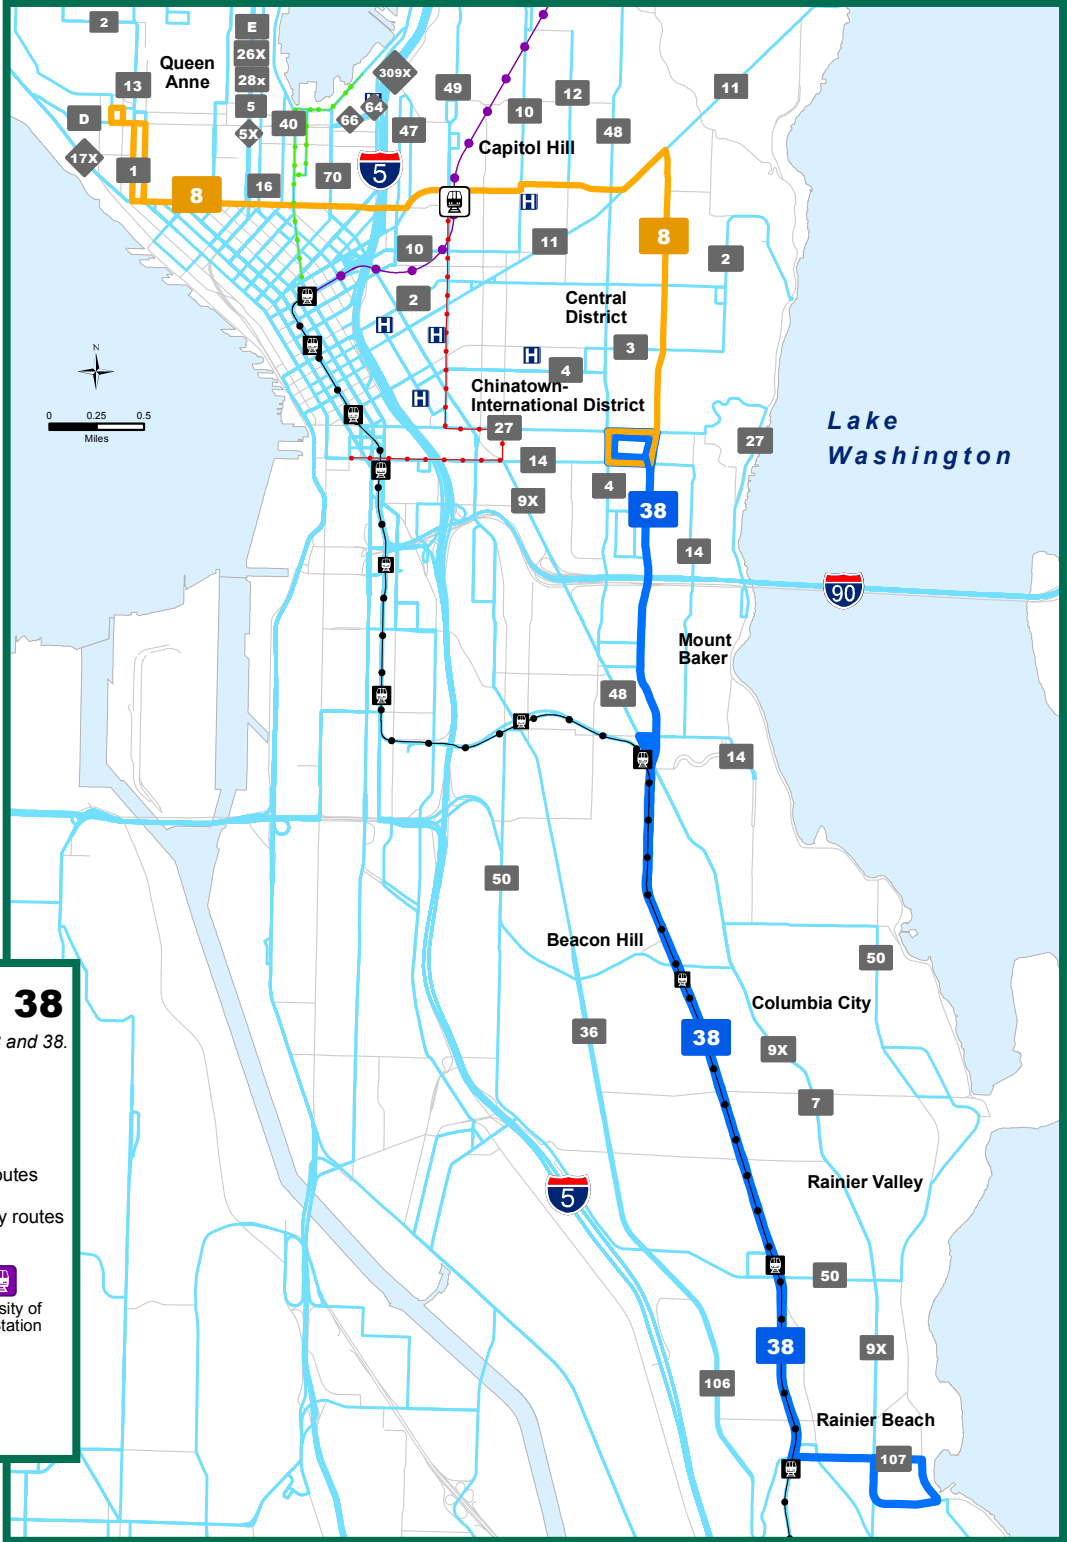 2
E
26X
28x
5
5X
Queen
Anne
13
D
17X
1
8
16
40
70
66
64
309X
47
5
49
10
12
48
11
Capitol Hill
8
10
11
2
2
Central
District
3
4
Chinatown-
International District
27
14
9X
4
38
27
14
N
0 0.25 0.5
Miles
Lake
Washington
90
Mount
Baker
48
14
50
Beacon Hill
50
Columbia City
36
38
9X
7
Rainier Valley
5
50
38
9X
106
Rainier Beach
107
38
and 38.
routes
routes
sity of
Station
H
H
H
H
H